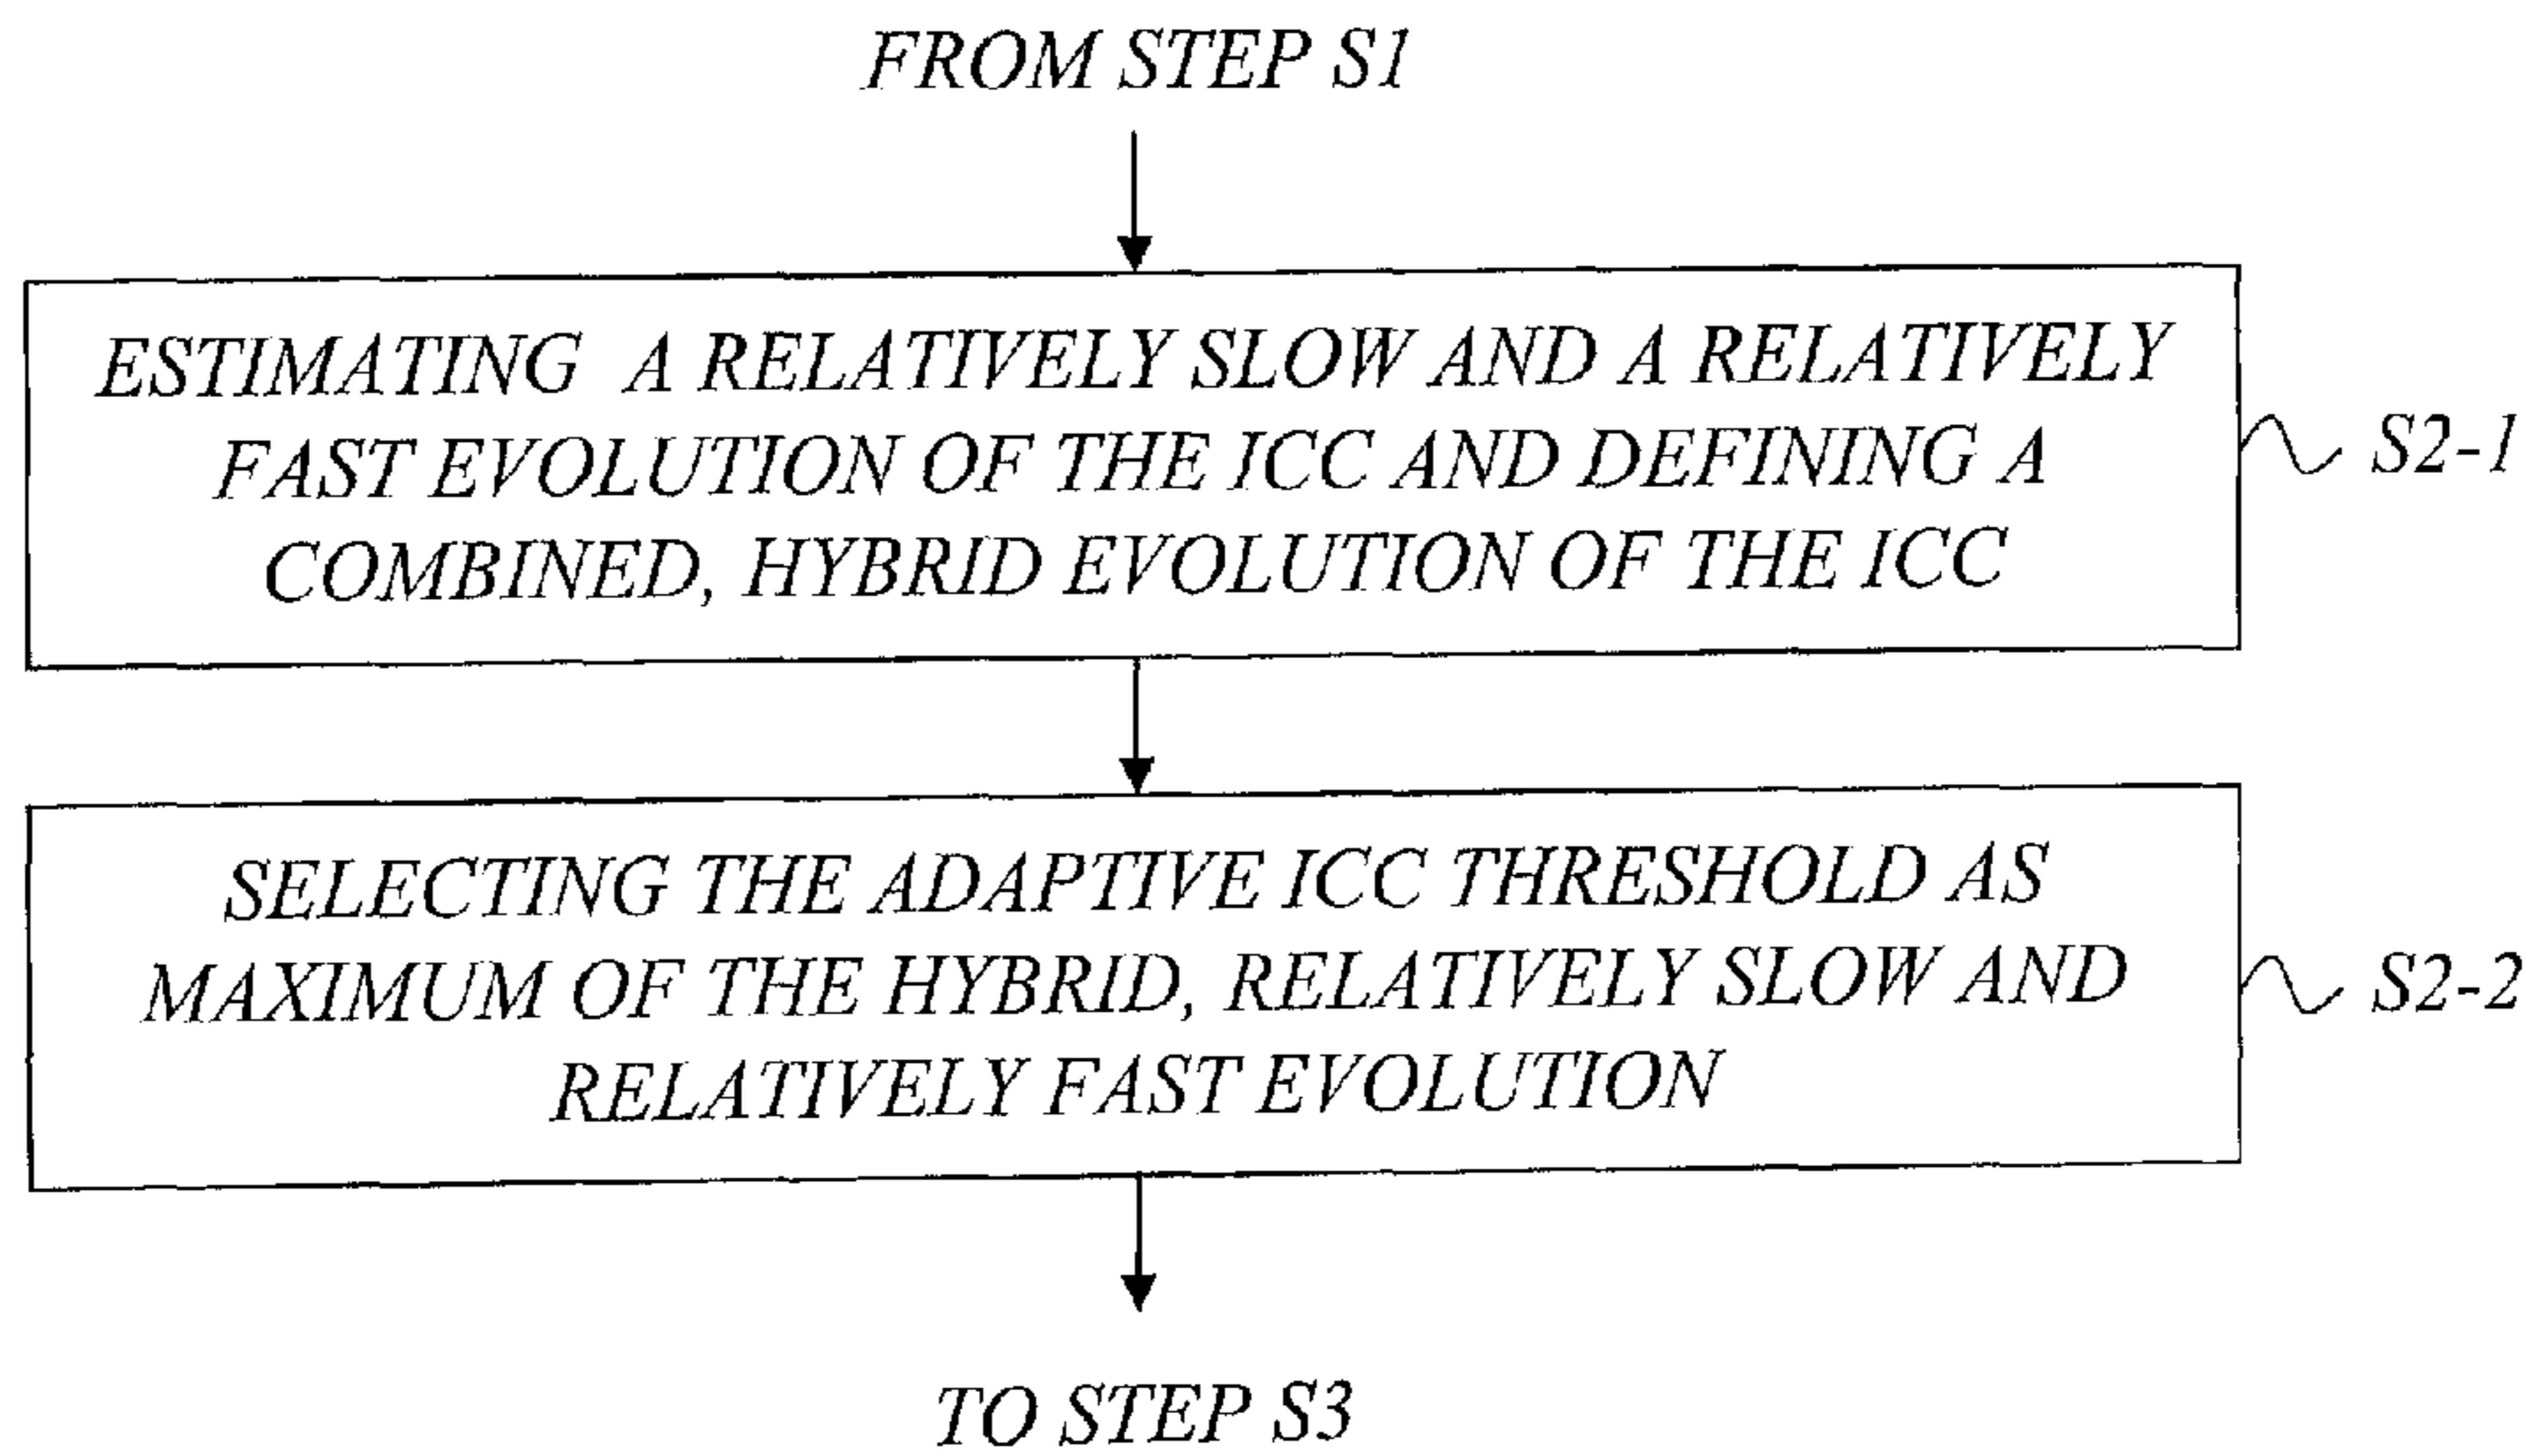 FROM STEP S1
ESTIMATING A RELATIVELY SLOW AND A RELATIVELY
FAST EVOLUTION OF THE ICC AND DEFINING A
COMBINED, HYBRID EVOLUTION OF THE ICC
S2-1
SELECTING THE ADAPTIVE ICC THRESHOLD AS
MAXIMUM OF THE HYBRID, RELATIVELY SLOW AND
RELATIVELY FAST EVOLUTION
S2-2
TO STEP S3